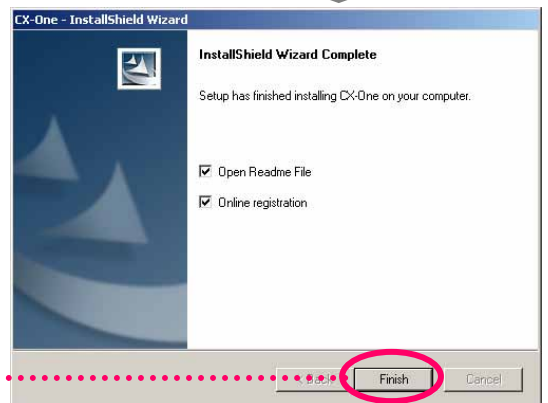 CX-One - InstallShield Wizard
InstallShield Wizard Complete
Setup has finished installing CX-One on your computer.
Open Readme File
Online registration
< Back
Finish
Cancel